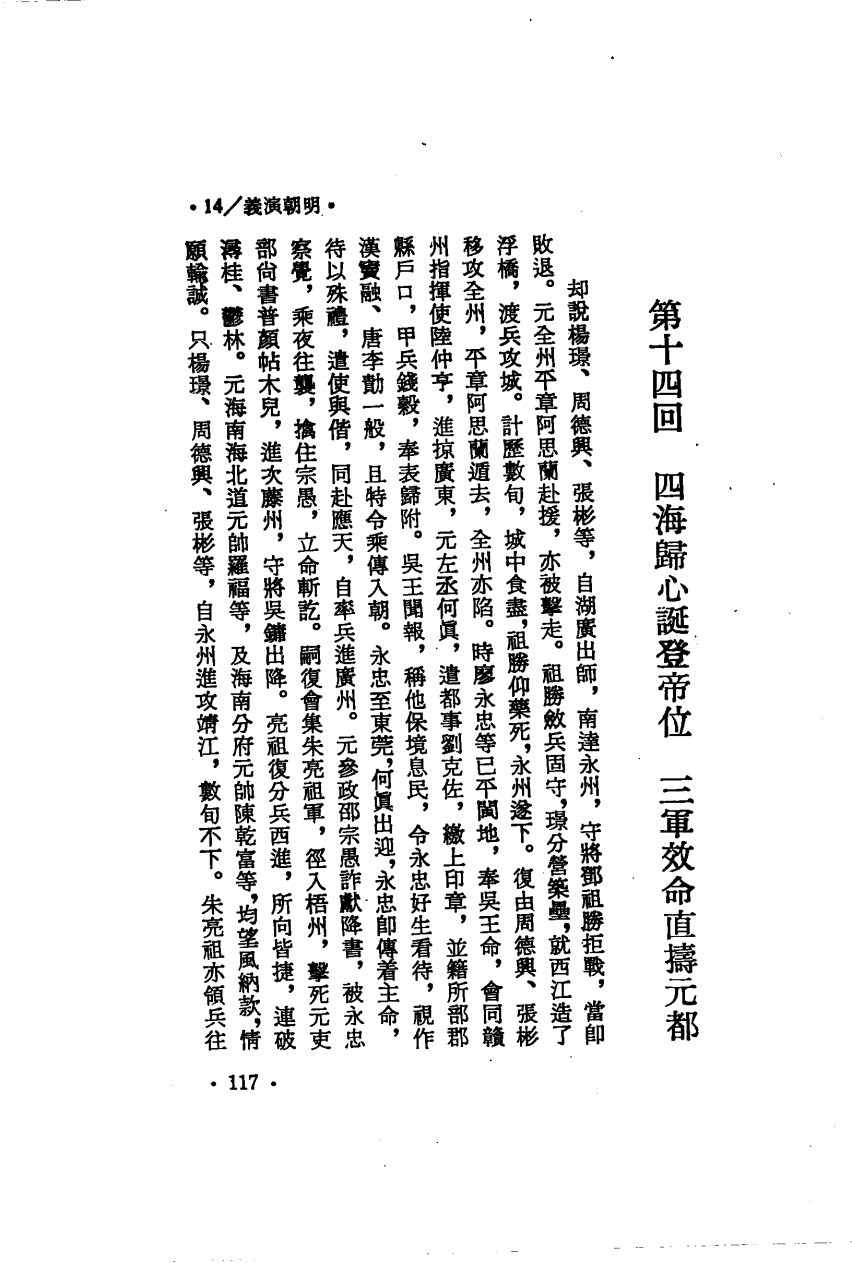 第十四回　四海歸心誕登帝位　三軍效命直擣元都
却說楊璟、周德興、張彬等，自湖廣出師，南達永州，守將鄧祖勝拒戰，當卽
敗退。元全州平章阿思蘭赴援，亦被擊走。祖勝斂兵固守，璟分營築壘，就西江造了
浮橋，渡兵攻城。計歷數旬，城中食盡，祖勝仰藥死，永州遂下。復由周德興、張彬
移攻全州，平章阿思蘭遁去，全州亦陷。時廖永忠等已平閩地，奉吳王命，會同贛
州指揮使陸仲亨，進掠廣東，元左丞何眞，遣都事劉克佐，繳上印章，並籍所部郡
縣戶口，甲兵錢穀，奉表歸附。吳王聞報，稱他保境息民，令永忠好生看待，視作
漢竇融、唐李勣一般，且特令乘傳入朝。永忠至東莞，何眞出迎，永忠卽傳着主命，
待以殊禮，遣使與偕，同赴應天，自率兵進廣州。元參政邵宗愚詐獻降書，被永忠
察覺，乘夜往襲，擒住宗愚，立命斬訖。嗣復會集朱亮祖軍，徑入梧州，擊死元吏
部尙書普顏帖木兒，進次藤州，守將吳鏞出降。亮祖復分兵西進，所向皆捷，連破
潯桂、鬱林。元海南海北道元帥羅福等，及海南分府元帥陳乾富等，均望風納款，情
願輸誠。只楊璟、周德興、張彬等，自永州進攻靖江，數旬不下。朱亮祖亦領兵往
•14/義演朝明•
•117•